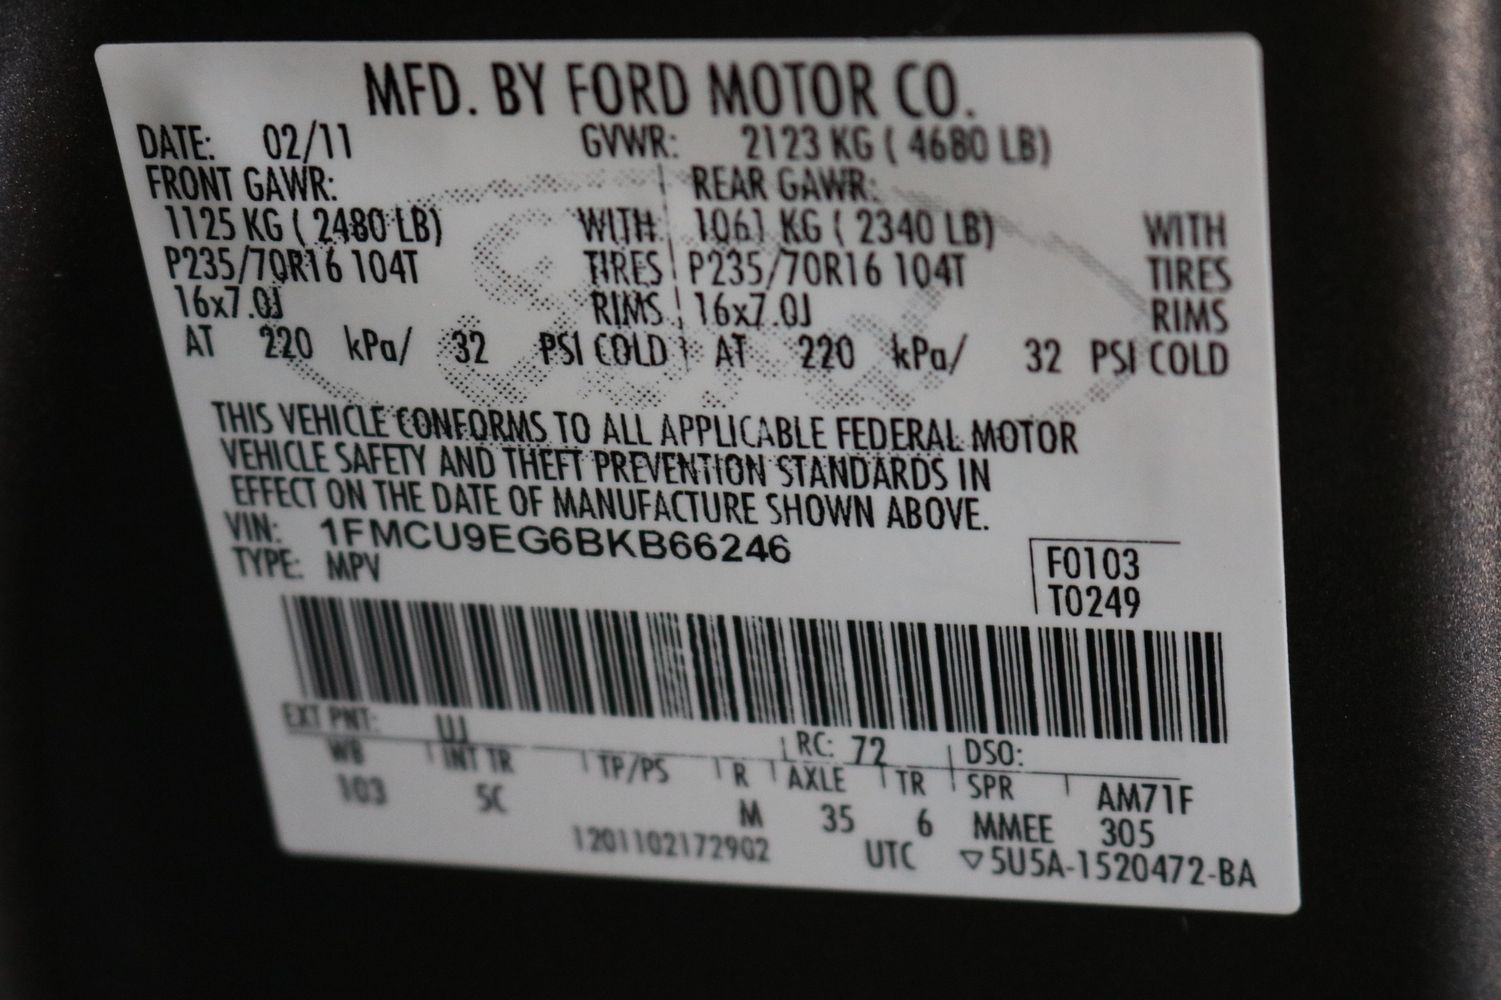 MFD. BY FORD MOTOR CO.
DATE: 02/11 GVWR: 2123 KG ( 4680 LB)
FRONT GAWR: REAR GAWR:
1125 KG ( 2480 LB) WITH 1061 KG ( 2340 LB) WITH
P235/70R16 104T TIRES P235/70R16 104T TIRES
16x7.0J RIMS 16x7.0J RIMS
AT 220 kPa/ 32 PSI COLD AT 220 kPa/ 32 PSI COLD
THIS VEHICLE CONFORMS TO ALL APPLICABLE FEDERAL MOTOR
VEHICLE SAFETY AND THEFT PREVENTION STANDARDS IN
EFFECT ON THE DATE OF MANUFACTURE SHOWN ABOVE.
VIN: 1FMCU9EG6BKB66246
TYPE: MPV
F0103
T0249
EXT PNT: UJ RC: 72 DSO:
WB INT TR TP/PS R AXLE TR SPR AM71F
103 5C M 35 6 MMEE 305
1201102172902 UTC ▽5U5A-1520472-BA